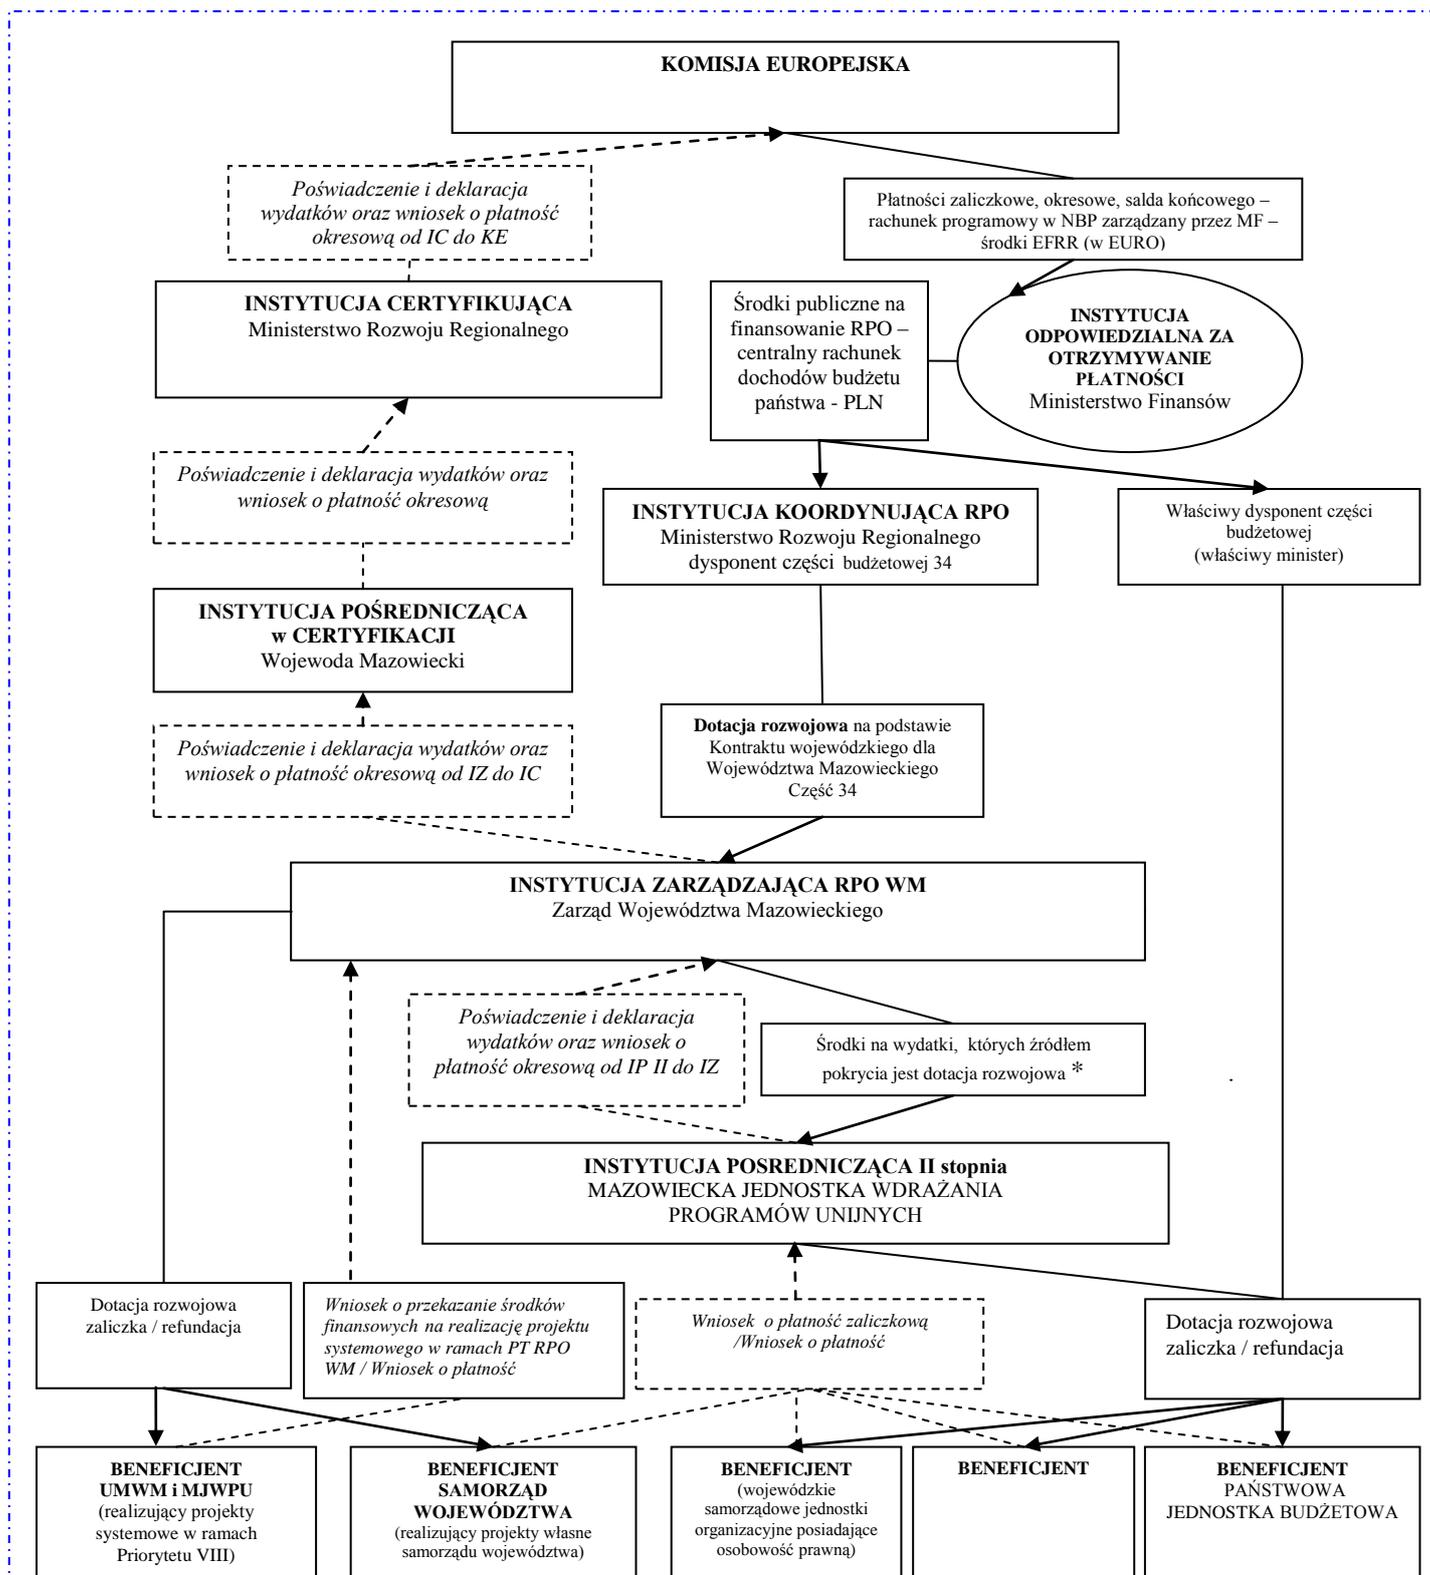 KOMISJA EUROPEJSKA
Poświadczenie i deklaracja
wydatków oraz wniosek o płatność
okresową od IC do KE
Płatności zaliczkowe, okresowe, salda końcowego –
rachunek programowy w NBP zarządzany przez MF –
środki EFRR (w EURO)
INSTYTUCJA CERTYFIKUJĄCA
Ministerstwo Rozwoju Regionalnego
Środki publiczne na
finansowanie RPO –
centralny rachunek
dochodów budżetu
państwa - PLN
INSTYTUCJA
ODPOWIEDZIALNA ZA
OTRZYMYWANIE
PŁATNOŚCI
Ministerstwo Finansów
Poświadczenie i deklaracja wydatków oraz
wniosek o płatność okresową
INSTYTUCJA KOORDYNUJĄCA RPO
Ministerstwo Rozwoju Regionalnego
dysponent części budżetowej 34
Właściwy dysponent części
budżetowej
(właściwy minister)
INSTYTUCJA POŚREDNICZĄCA
w CERTYFIKACJI
Wojewoda Mazowiecki
Poświadczenie i deklaracja wydatków oraz
wniosek o płatność okresową od IZ do IC
Dotacja rozwojowa na podstawie
Kontraktu wojewódzkiego dla
Województwa Mazowieckiego
Część 34
INSTYTUCJA ZARZĄDZAJĄCA RPO WM
Zarząd Województwa Mazowieckiego
Poświadczenie i deklaracja
wydatków oraz wniosek o
płatność okresową od IP II do IZ
Środki na wydatki, których źródłem
pokrycia jest dotacja rozwojowa *
.
INSTYTUCJA POSREDNICZĄCA II stopnia
MAZOWIECKA JEDNOSTKA WDRAŻANIA
PROGRAMÓW UNIJNYCH
Dotacja rozwojowa
zaliczka / refundacja
Wniosek o przekazanie środków
finansowych na realizację projektu
systemowego w ramach PT RPO
WM / Wniosek o płatność
Wniosek o płatność zaliczkową
/Wniosek o płatność
Dotacja rozwojowa
zaliczka / refundacja
BENEFICJENT
UMWM i MJWPU
(realizujący projekty
systemowe w ramach
Priorytetu VIII)
BENEFICJENT
SAMORZĄD
WOJEWÓDZTWA
(realizujący projekty własne
samorządu województwa)
BENEFICJENT
(wojewódzkie
samorządowe jednostki
organizacyjne posiadające
osobowość prawną)
BENEFICJENT
BENEFICJENT
PAŃSTWOWA
JEDNOSTKA BUDŻETOWA